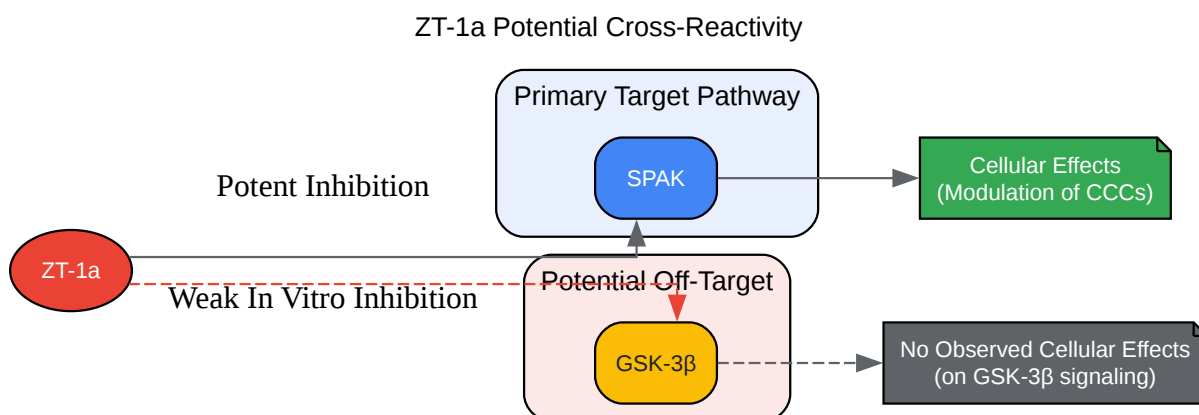 ZT-1a Potential Cross-Reactivity
Primary Target Pathway
SPAK
Cellular Effects
(Modulation of CCCs)
Potent Inhibition
ZT-1a
Weak In Vitro Inhibition
Potential Off-Target
GSK-3β
No Observed Cellular Effects
(on GSK-3β signaling)